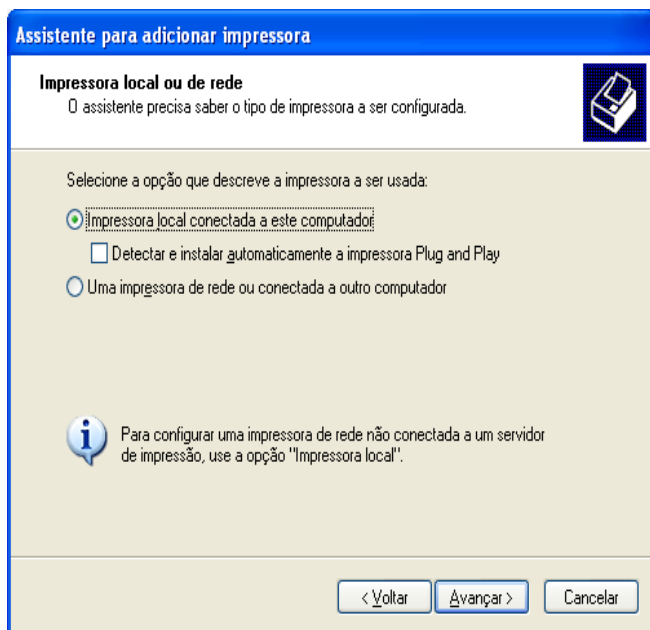 Assistente para adicionar impressora
Impressora local ou de rede
O assistente precisa saber o tipo de impressora a ser configurada.
Selecione a opção que descreve a impressora a ser usada:
Impressora local conectada a este computador
Detectar e instalar automaticamente a impressora Plug and Play
Uma impressora de rede ou conectada a outro computador
Para configurar uma impressora de rede não conectada a um servidor
de impressão, use a opção "Impressora local".
< Voltar
Avançar >
Cancelar